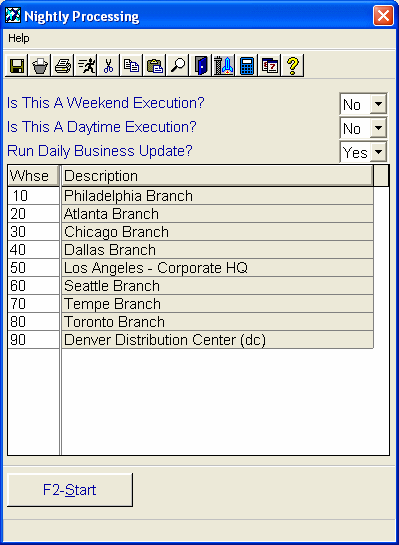 Nightly Processing
Help
Is This A Weekend Execution? No
Is This A Daytime Execution? No
Run Daily Business Update? Yes
Whse Description
10 Philadelphia Branch
20 Atlanta Branch
30 Chicago Branch
40 Dallas Branch
50 Los Angeles - Corporate HQ
60 Seattle Branch
70 Tempe Branch
80 Toronto Branch
90 Denver Distribution Center (dc)
F2-Start